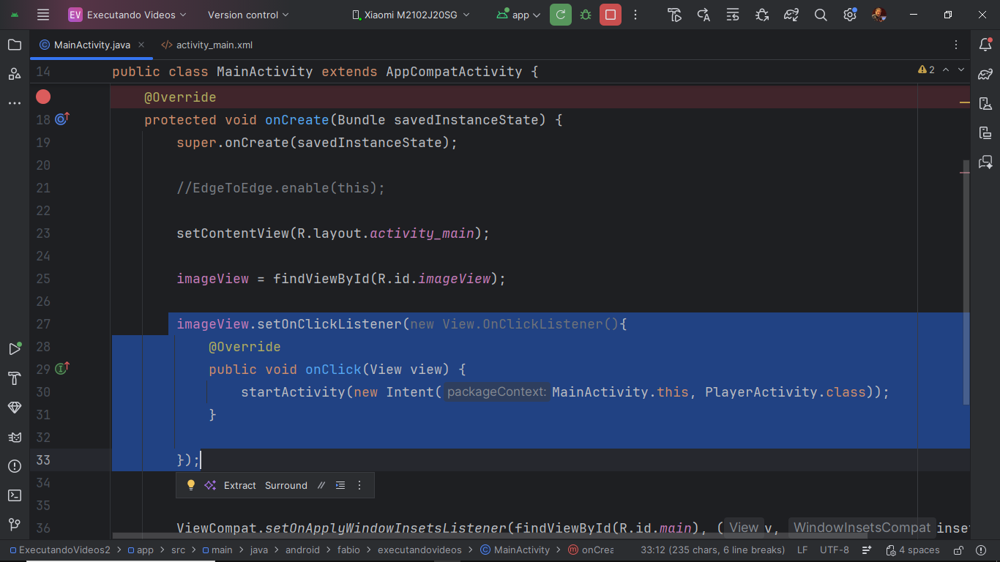 EV Executando Videos Version control Xiaomi M2102J20SG app
MainActivity.java activity_main.xml
14 public class MainActivity extends AppCompatActivity { 2
@Override
18 protected void onCreate(Bundle savedInstanceState) {
19 super.onCreate(savedInstanceState);
20
21 //EdgeToEdge.enable(this);
22
23 setContentView(R.layout.activity_main);
24
25 imageView = findViewById(R.id.imageView);
26
27 imageView.setOnClickListener(new View.OnClickListener(){
28 @Override
29 public void onClick(View view) {
30 startActivity(new Intent( packageContext: MainActivity.this, PlayerActivity.class));
31 }
32
33 });
34 Extract Surround //
35
36 ViewCompat.setOnApplyWindowInsetsListener(findViewById(R.id.main), ( View v, WindowInsetsCompat inset
ExecutandoVideos2 > app > src > main > java > android > fabio > executandovideos > MainActivity > onCrea 33:12 (235 chars, 6 line breaks) LF UTF-8 4 spaces